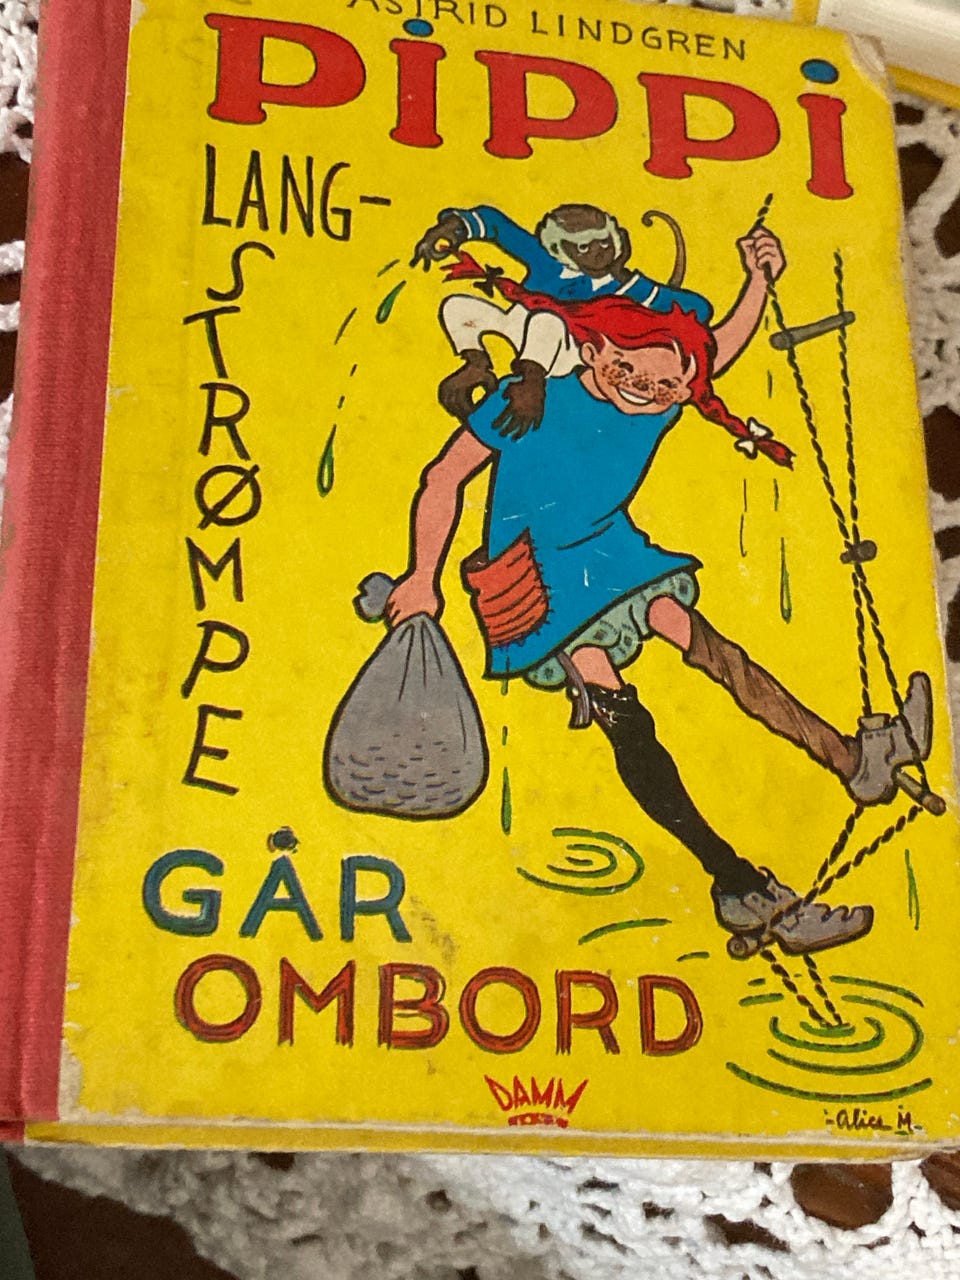 ASTRID LINDGREN
PiPPi
LANG-
STRØMPE
GÅR
OMBORD
DAMM
-Alice M-